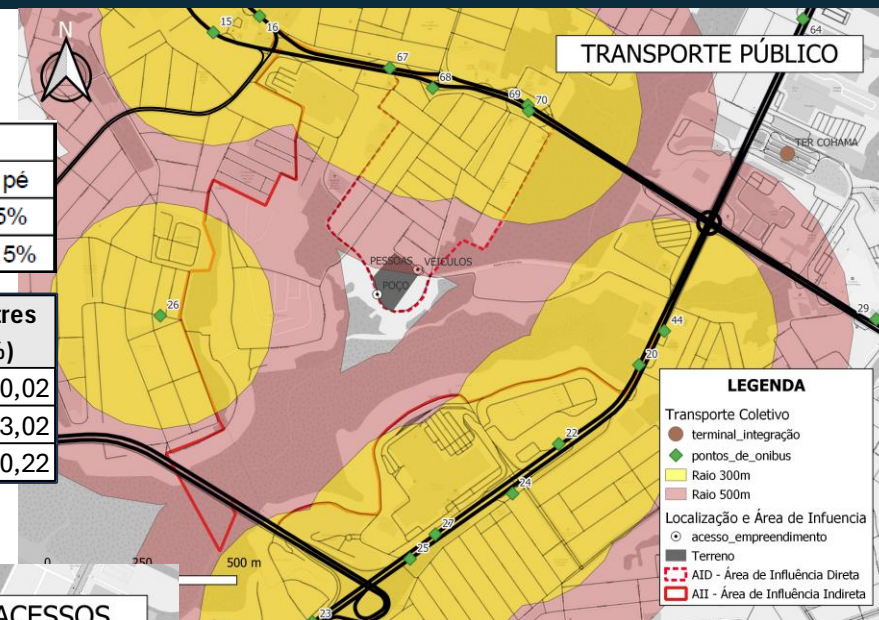 15
16
N
67
68
69
70
64
TRANSPORTE PÚBLICO
TER COHAMA
pé
5%
5%
PESSOAS
VEÍCULOS
POÇO
26
29
44
20
22
24
27
25
23
tres
%)
0,02
3,02
0,22
0
250
500 m
ACESSOS
LEGENDA
Transporte Coletivo
terminal_integração
pontos_de_onibus
Raio 300m
Raio 500m
Localização e Área de Infuencia
acesso_empreendimento
Terreno
AID - Área de Influência Direta
AII - Área de Influência Indireta